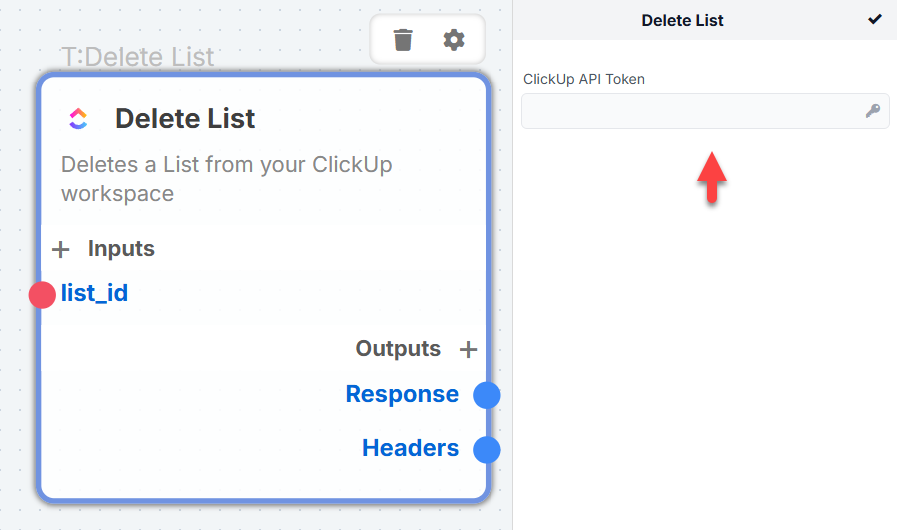 T:Delete List
Delete List
Deletes a List from your ClickUp
workspace
Inputs
list_id
Outputs
Response
Headers
Delete List
ClickUp API Token